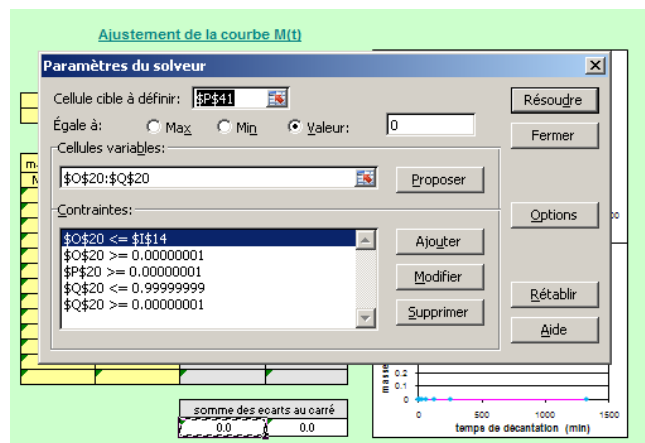 Ajustement de la courbe M(t)
Paramètres du solveur
Cellule cible à définir: $P$41
Résoudre
Égale à: Max Min Valeur: 0
Fermer
Cellules variables:
$O$20:$Q$20
Proposer
Contraintes:
Options
$O$20 <= $I$14
$O$20 >= 0.00000001
$P$20 >= 0.00000001
$Q$20 <= 0.99999999
$Q$20 >= 0.00000001
Ajouter
Modifier
Supprimer
Rétablir
Aide
masse
0.2
0.1
0
0 500 1000 1500
temps de décantation (min)
somme des ecarts au carré
0.0 0.0